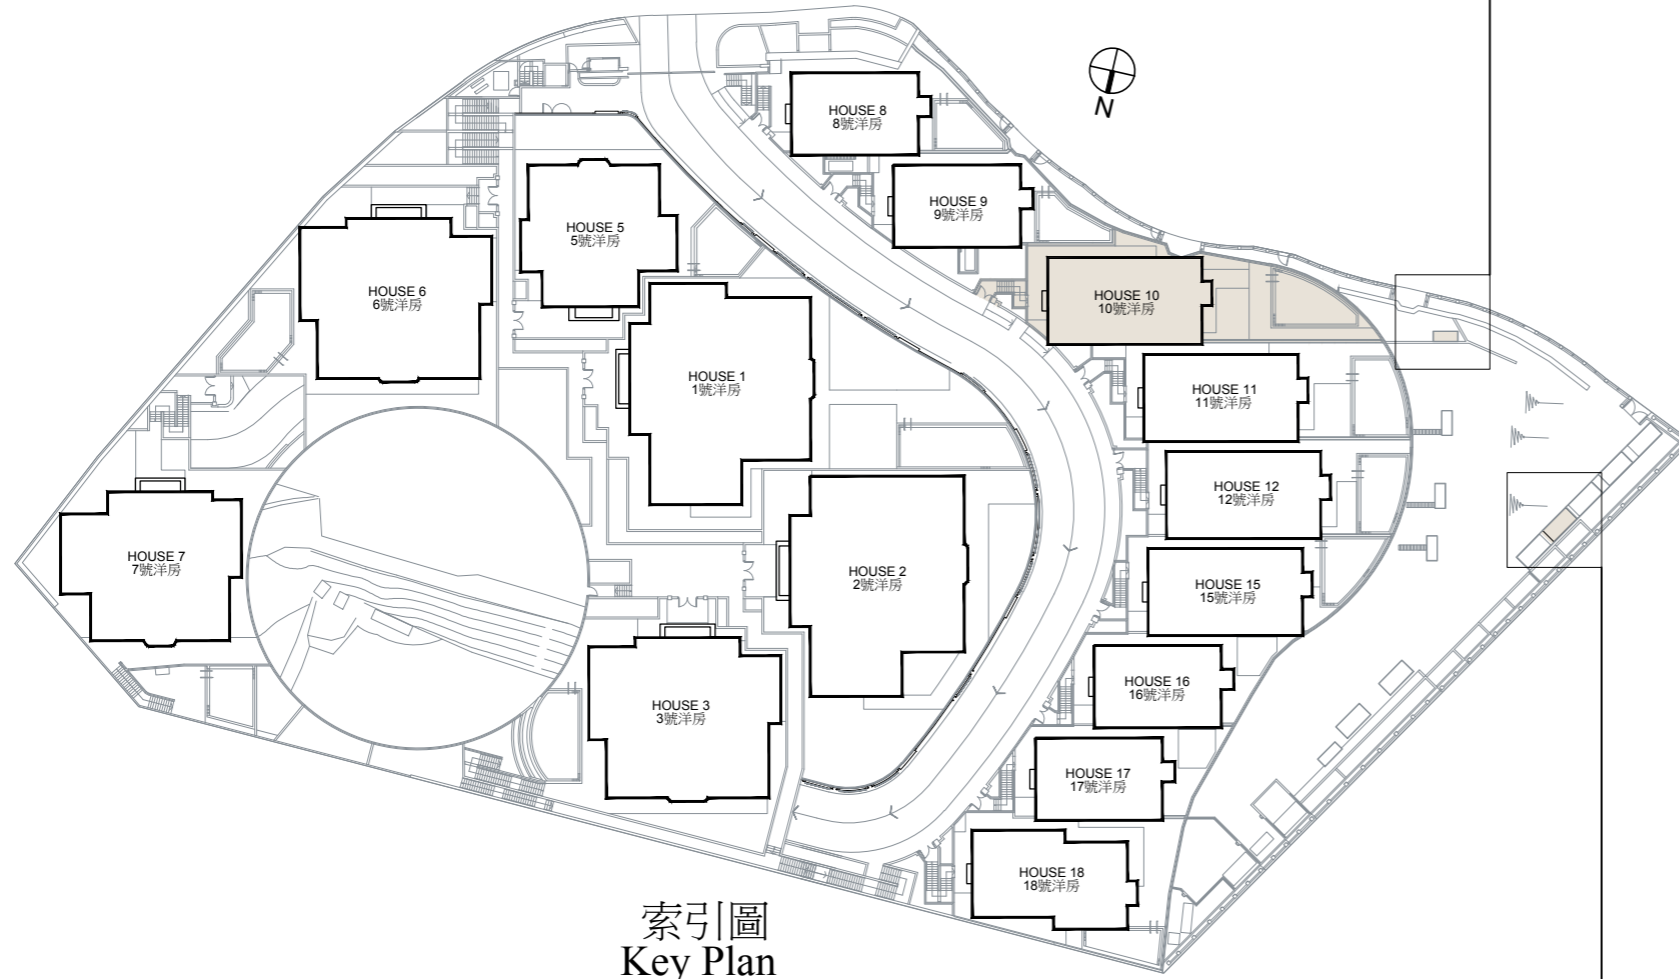 N
HOUSE 8
8號洋房
HOUSE 9
9號洋房
HOUSE 5
5號洋房
HOUSE 6
6號洋房
HOUSE 10
10號洋房
HOUSE 1
1號洋房
HOUSE 11
11號洋房
HOUSE 12
12號洋房
HOUSE 7
7號洋房
HOUSE 2
2號洋房
HOUSE 15
15號洋房
HOUSE 3
3號洋房
HOUSE 16
16號洋房
HOUSE 17
17號洋房
HOUSE 18
18號洋房
索引圖
Key Plan